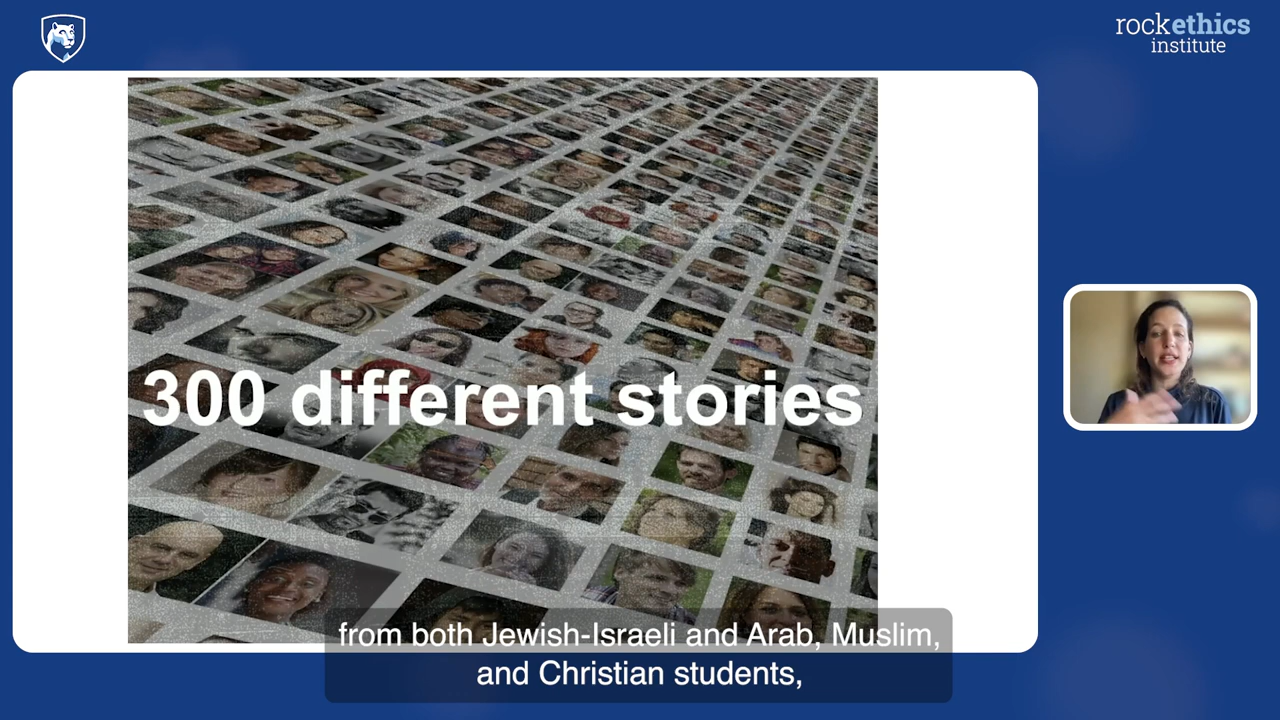 rockethics
institute
300 different stories
from both Jewish-Israeli and Arab, Muslim,
and Christian students,